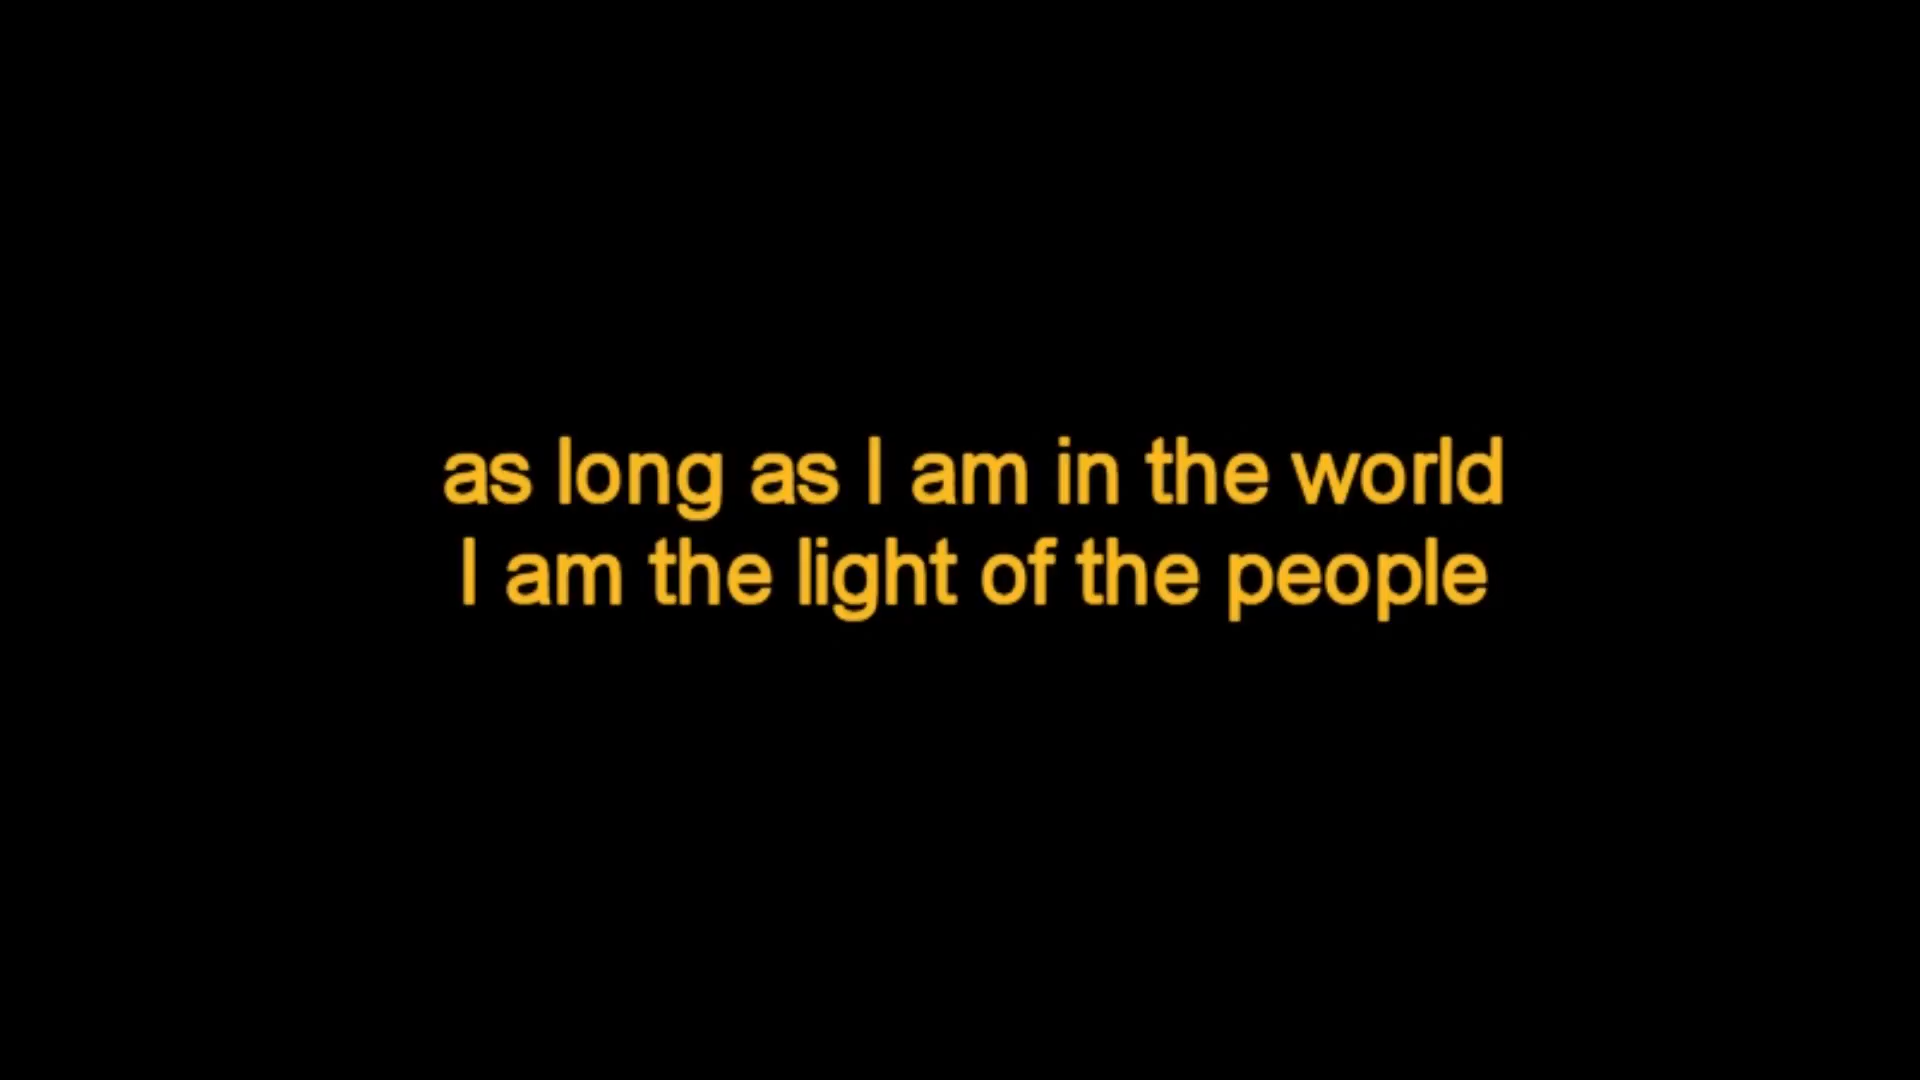 as long as I am in the world
I am the light of the people